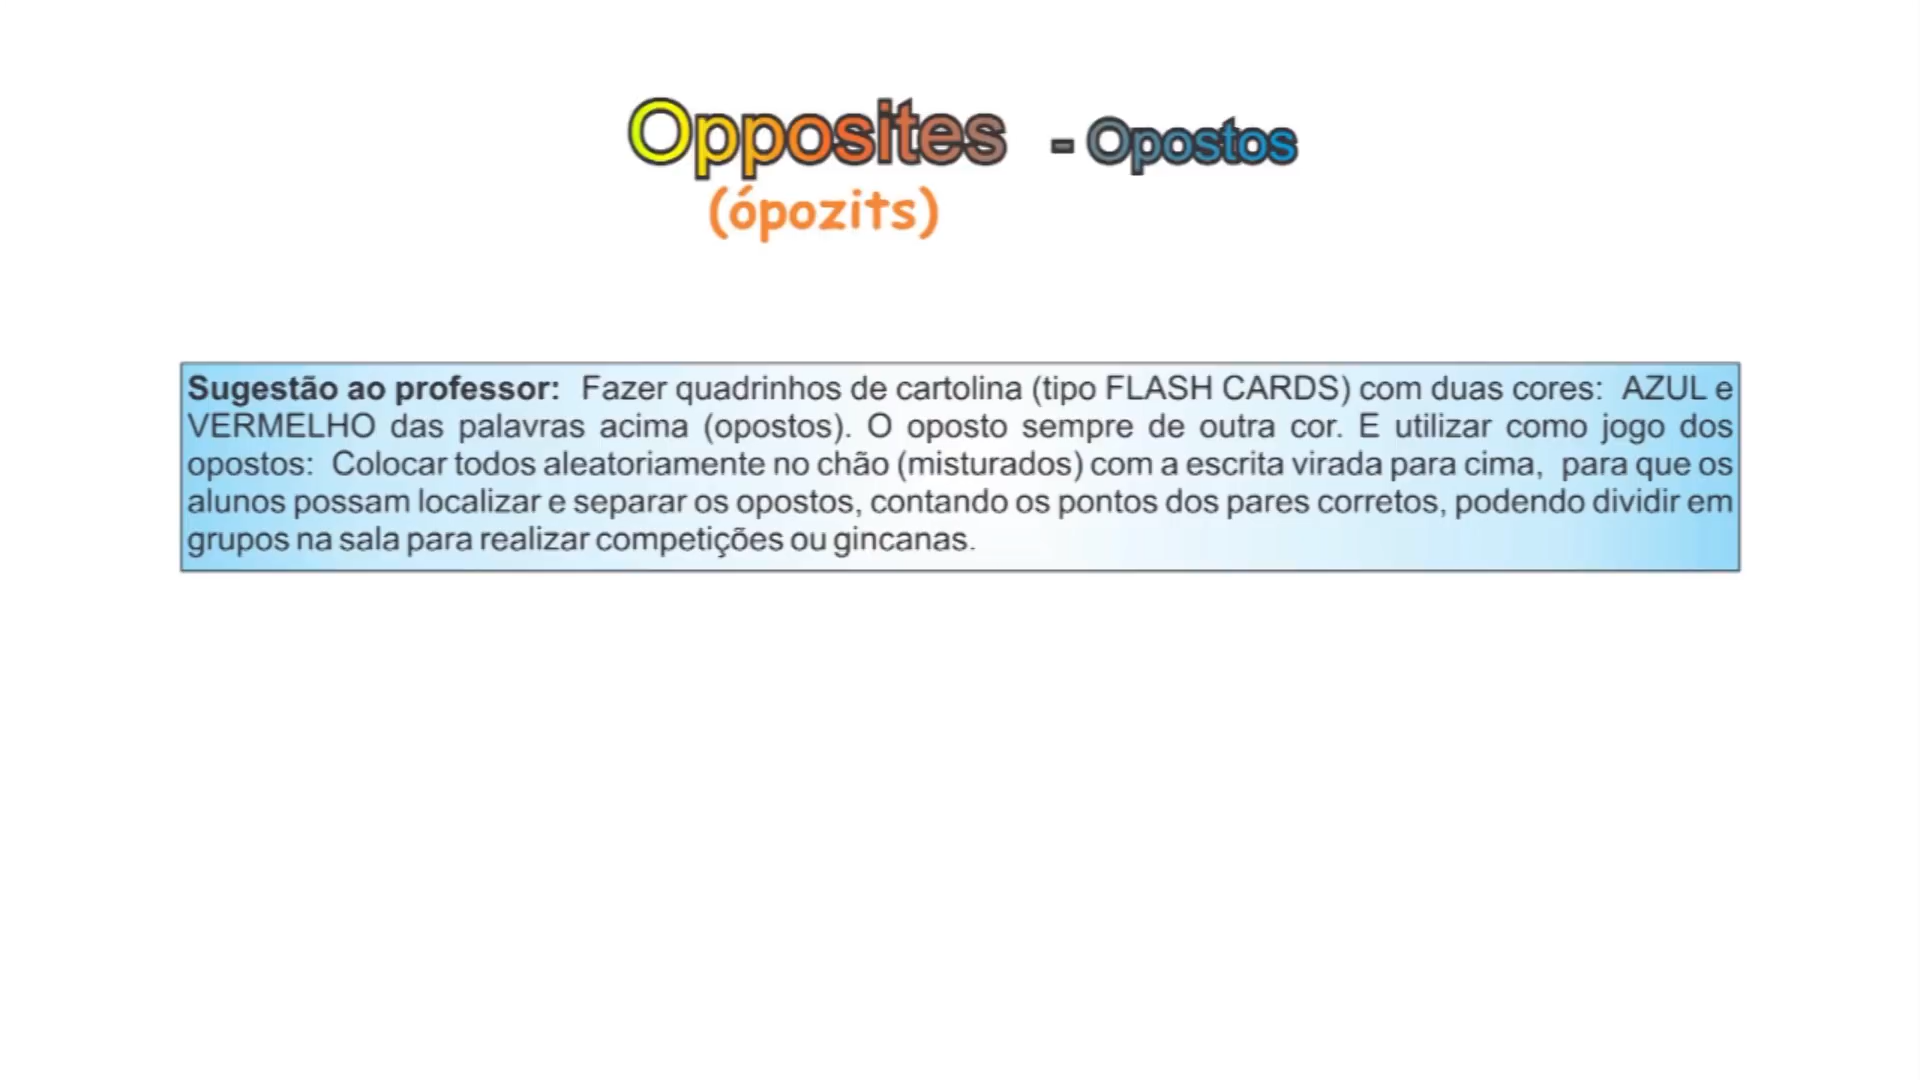 Opposites - Opostos
(ópozits)
Sugestão ao professor: Fazer quadrinhos de cartolina (tipo FLASH CARDS) com duas cores: AZUL e
VERMELHO das palavras acima (opostos). O oposto sempre de outra cor. E utilizar como jogo dos
opostos: Colocar todos aleatoriamente no chão (misturados) com a escrita virada para cima, para que os
alunos possam localizar e separar os opostos, contando os pontos dos pares corretos, podendo dividir em
grupos na sala para realizar competições ou gincanas.